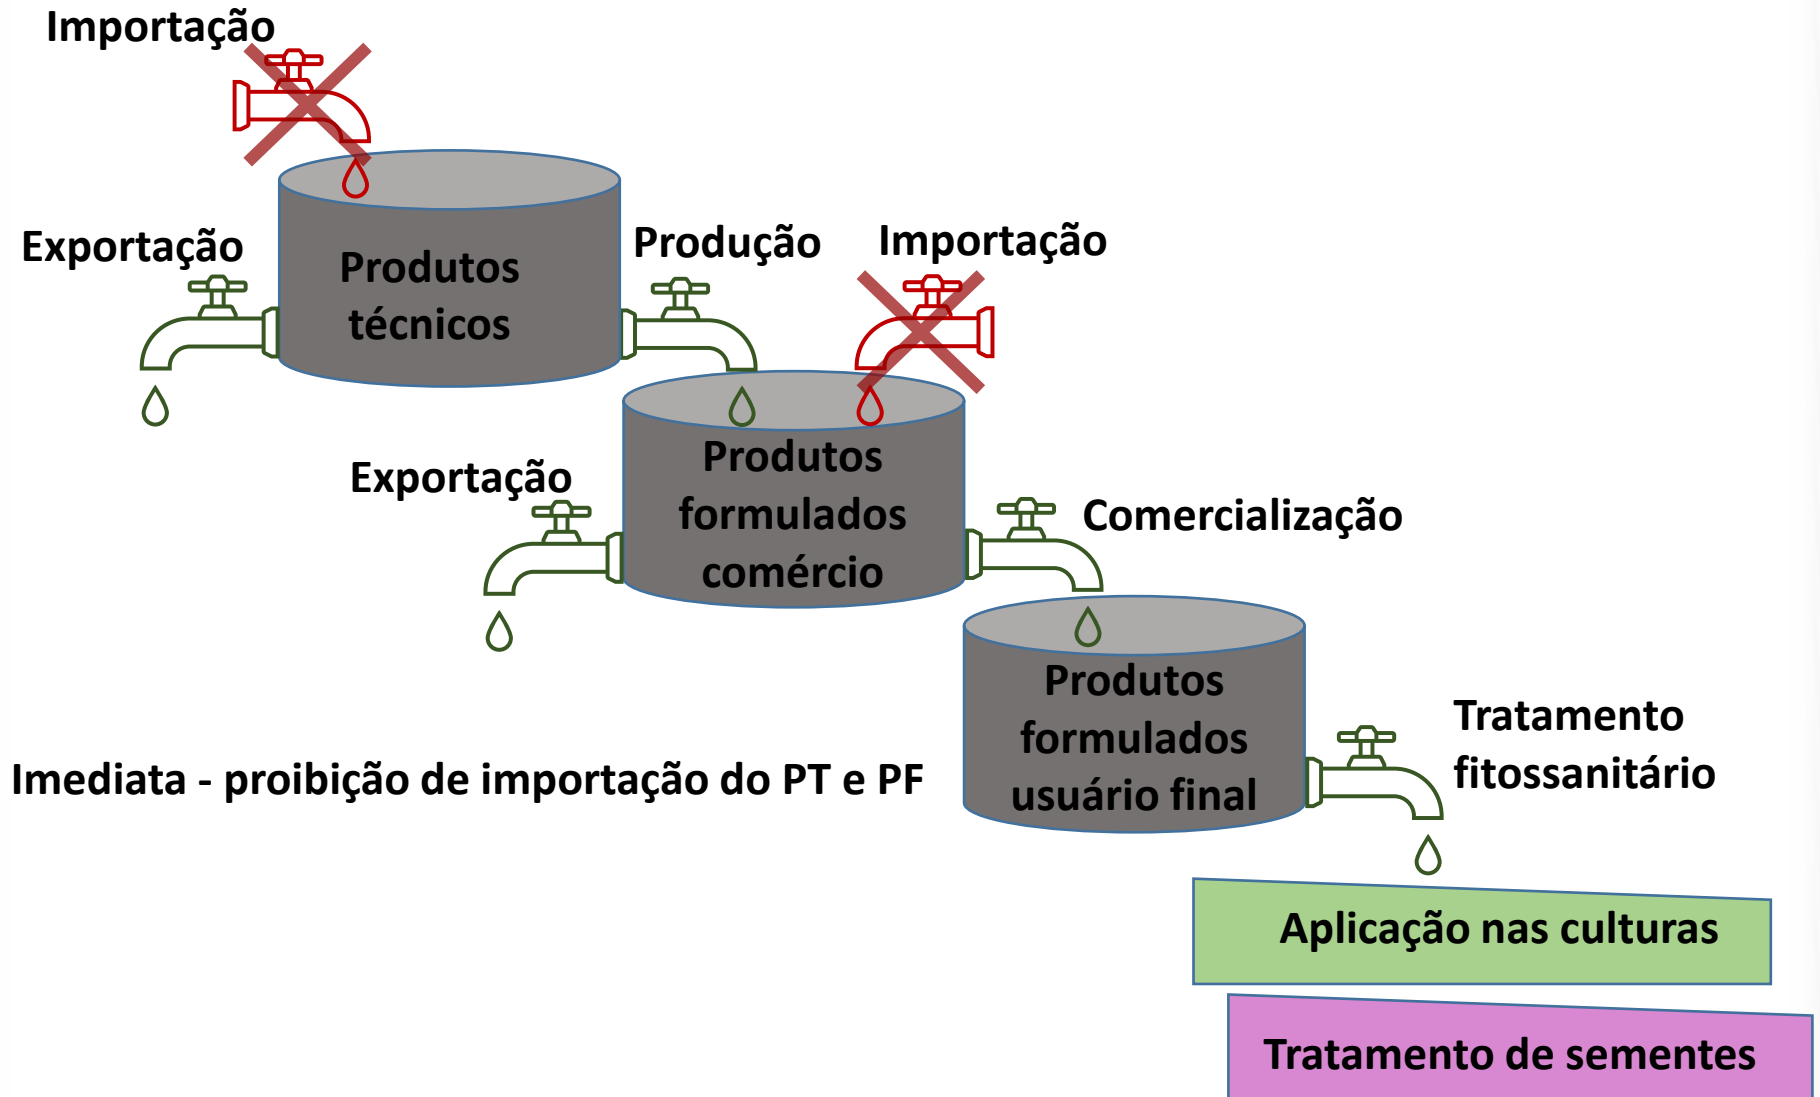 Importação
Exportação
Produtos
técnicos
Produção
Importação
Exportação
Produtos
formulados
comércio
Comercialização
Produtos
formulados
usuário final
Tratamento
fitossanitário
Imediata - proibição de importação do PT e PF
Aplicação nas culturas
Tratamento de sementes